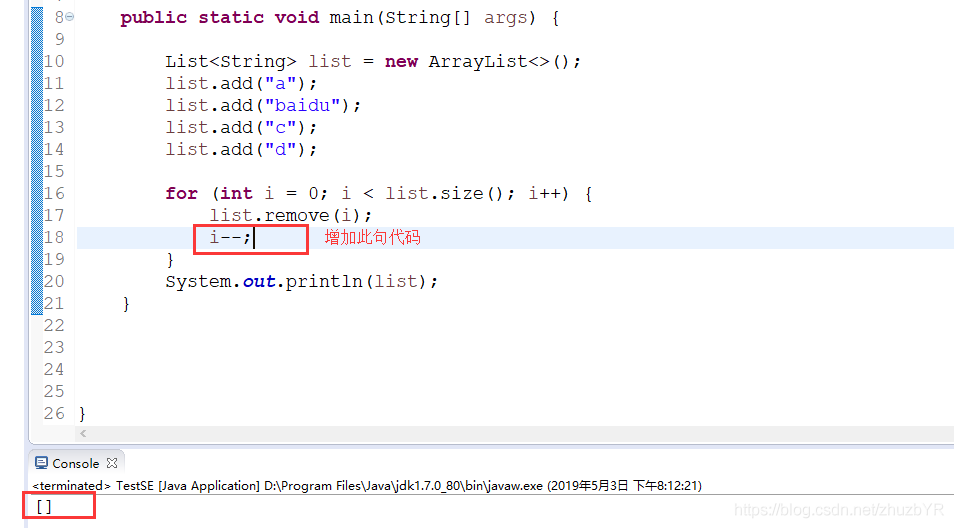 8 public static void main(String[] args) {
9
10 List<String> list = new ArrayList<>();
11 list.add("a");
12 list.add("baidu");
13 list.add("c");
14 list.add("d");
15
16 for (int i = 0; i < list.size(); i++) {
17 list.remove(i);
18 i--; 增加此句代码
19 }
20 System.out.println(list);
21 }
22
23
24
25
26 }
Console
<terminated> TestSE [Java Application] D:\Program Files\Java\jdk1.7.0_80\bin\javaw.exe (2019年5月3日 下午8:12:21)
[]
https://blog.csdn.net/zhuzbYR